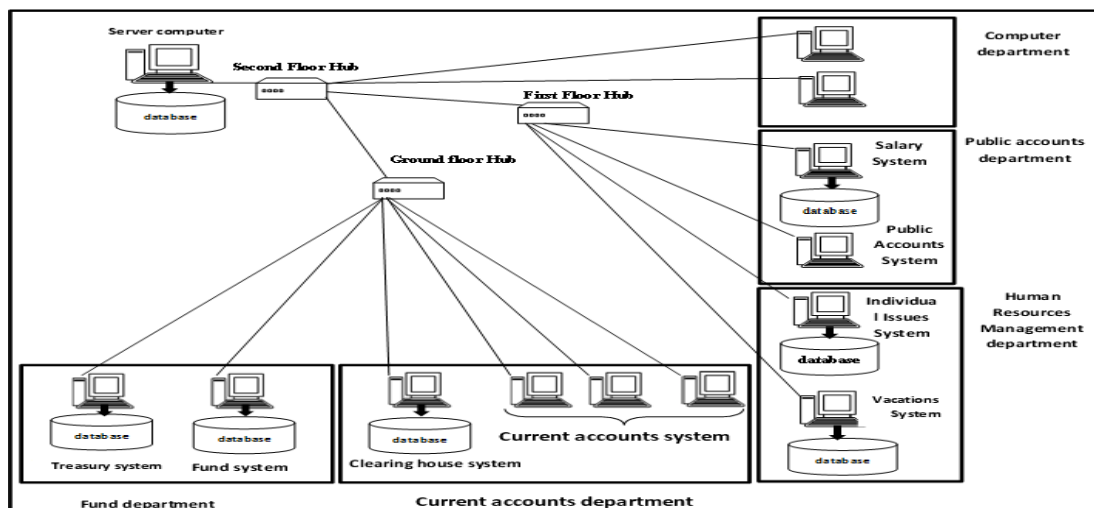 Server computer
database
Second Floor Hub
First Floor Hub
Ground floor Hub
Computer
department
Salary
System
database
Public
Accounts
System
Public accounts
department
Individua
l Issues
System
database
Vacations
System
database
Human
Resources
Management
department
database
Treasury system
database
Fund system
Fund department
database
Clearing house system
Current accounts system
Current accounts department